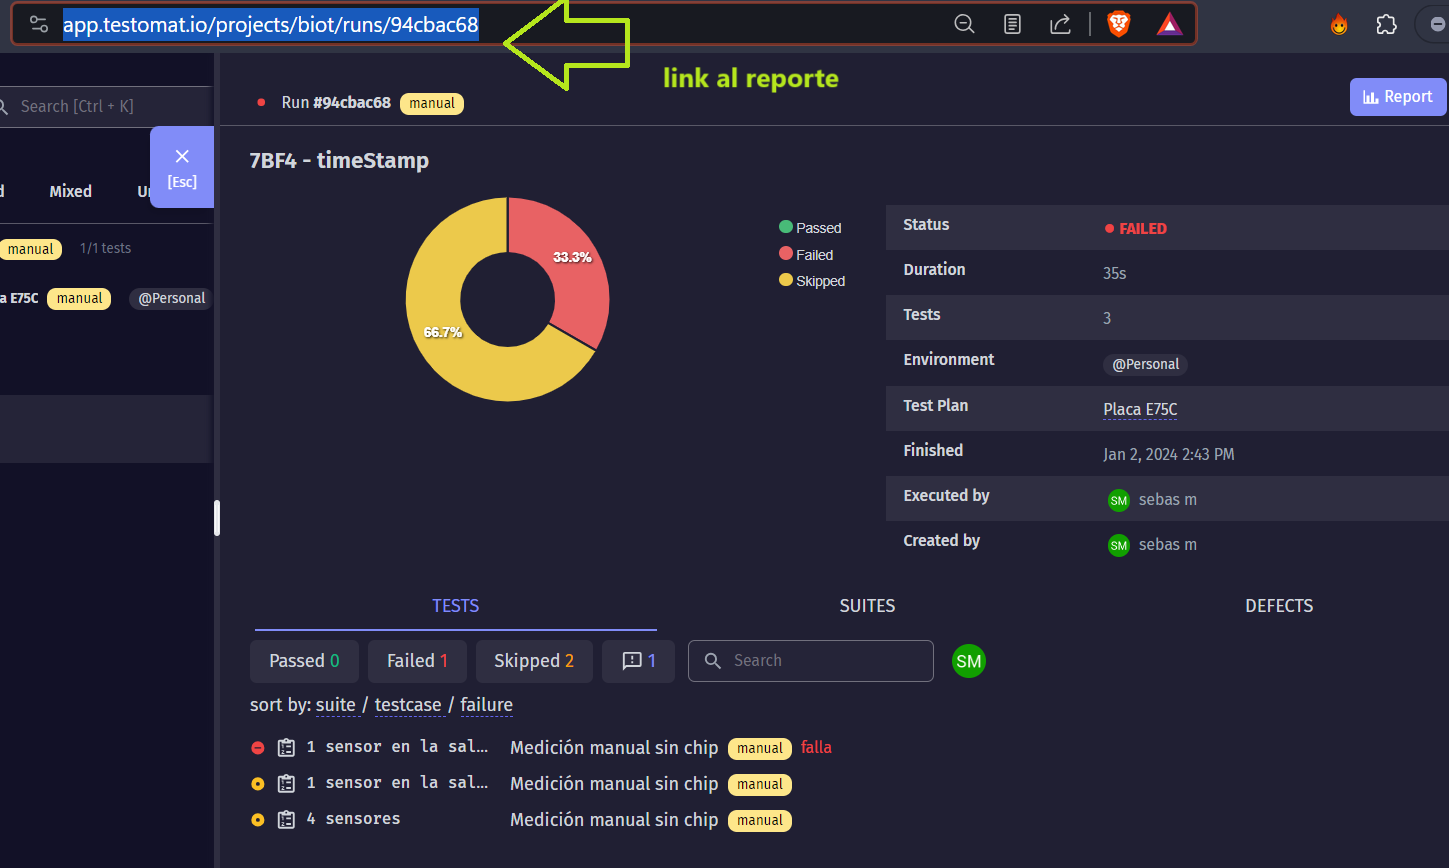 app.testomat.io/projects/biot/runs/94cbac68
link al reporte
Search [Ctrl + K]
Run #94cbac68 manual
Report
[Esc]
7BF4 - timeStamp
d Mixed Un
manual 1/1 tests
a E75C manual @Personal
33.3%
66.7%
Passed
Failed
Skipped
Status FAILED
Duration 35s
Tests 3
Environment @Personal
Test Plan Placa E75C
Finished Jan 2, 2024 2:43 PM
Executed by SM sebas m
Created by SM sebas m
TESTS SUITES DEFECTS
Passed 0 Failed 1 Skipped 2 1 Search SM
sort by: suite / testcase / failure
1 sensor en la sal... Medición manual sin chip manual falla
1 sensor en la sal... Medición manual sin chip manual
4 sensores Medición manual sin chip manual